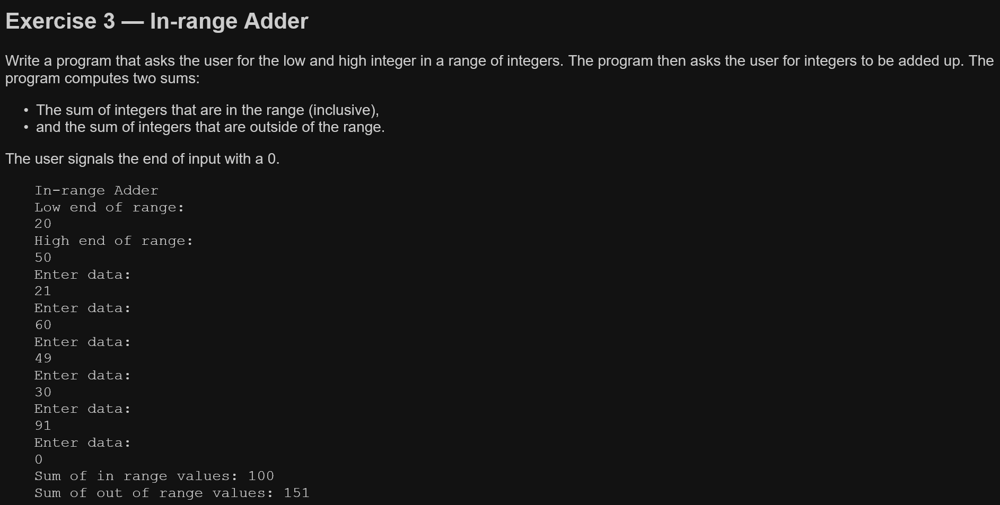 Exercise 3 — In-range Adder
Write a program that asks the user for the low and high integer in a range of integers. The program then asks the user for integers to be added up. The
program computes two sums:
• The sum of integers that are in the range (inclusive),
• and the sum of integers that are outside of the range.
The user signals the end of input with a 0.
In-range Adder
Low end of range:
20
High end of range:
50
Enter data:
21
Enter data:
60
Enter data:
49
Enter data:
30
Enter data:
91
Enter data:
0
Sum of in range values: 100
Sum of out of range values: 151